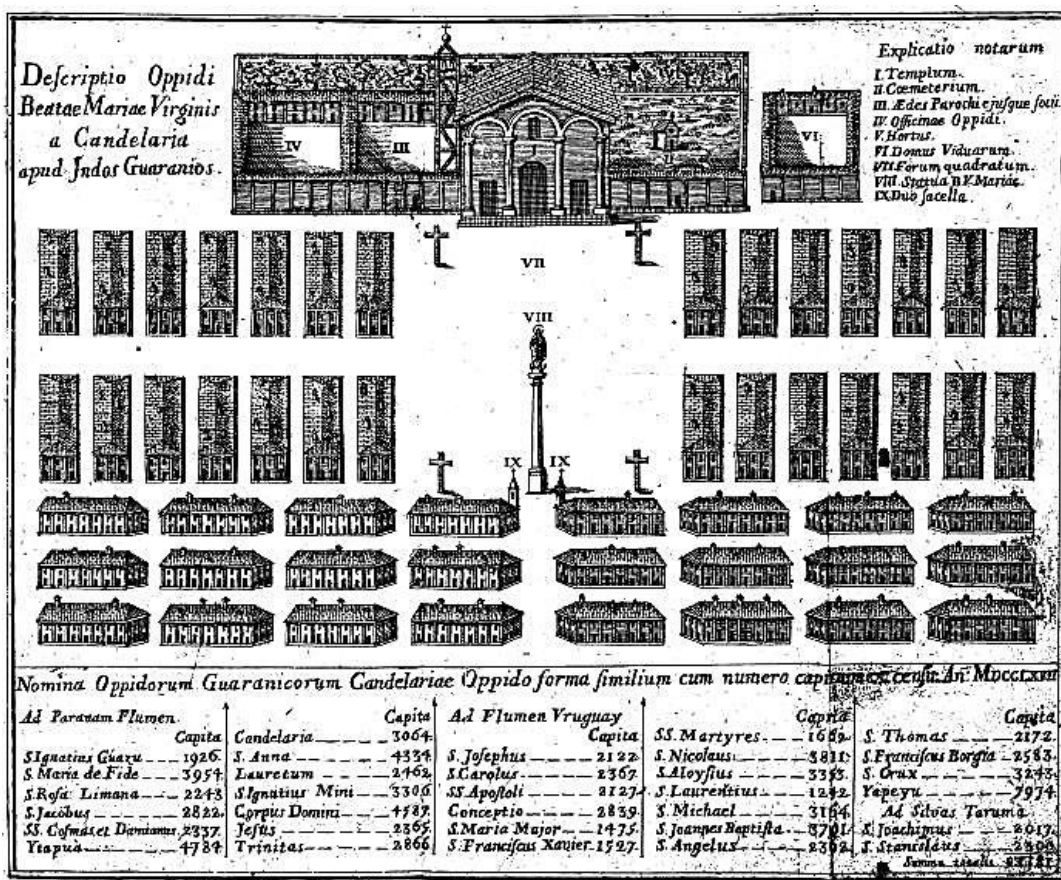 Descriptio Oppidi
Beatae Mariae Virginis
a Candelaria
apud Jndos Guaranios.
Explicatio notarum
I. Templum.
II. Cœmeterium.
III. Ædes Parochi ejusque socii.
IV. Officinae Oppidi.
V. Hortus.
VI. Domus Viduarum.
VII. Forum quadratum.
VIII. Statua B.V. Mariae.
IX. Duo sacella.
IV
III
I
VI
VII
VIII
IX
IX
Nomina Oppidorum Guaranicorum Candelariae Oppido forma similium cum numero An: MDCCLXVII
Ad Paranam Flumen.
Capita
S Ignatius Guazu 1926.
S. Maria de Fide 3954.
S. Rosa Limana 2243
S. Jacobus 2822.
SS. Cosmas et Damianus 2337.
Ytapua 4784
Capita
Candelaria 3064
S. Anna 4334
Lauretum 2462
S Ignatius Mini 3306
Corpus Domini 4587.
Jesus 2365
Trinitas 2866
Ad Flumen Vruguay
Capita
S. Josephus 2122
S. Carolus 2367
SS Apostoli 2127
Conceptio 2839
S. Maria Major 1475.
S. Franciscus Xavier 1527.
Capita
SS. Martyres 1662
S. Nicolaus 3811
S. Aloysius 3353
S. Laurentius 1242
S. Michael 3164
S. Joannes Baptista
S. Angelus 2362
Capita
S. Thomas 2172.
S. Franciscus Borgia 2583
S. Crux 3243
Yapeyu 7974
Ad Silvas Taruma
S. Joachimus 2017
S. Stanislaus
Summa totalis